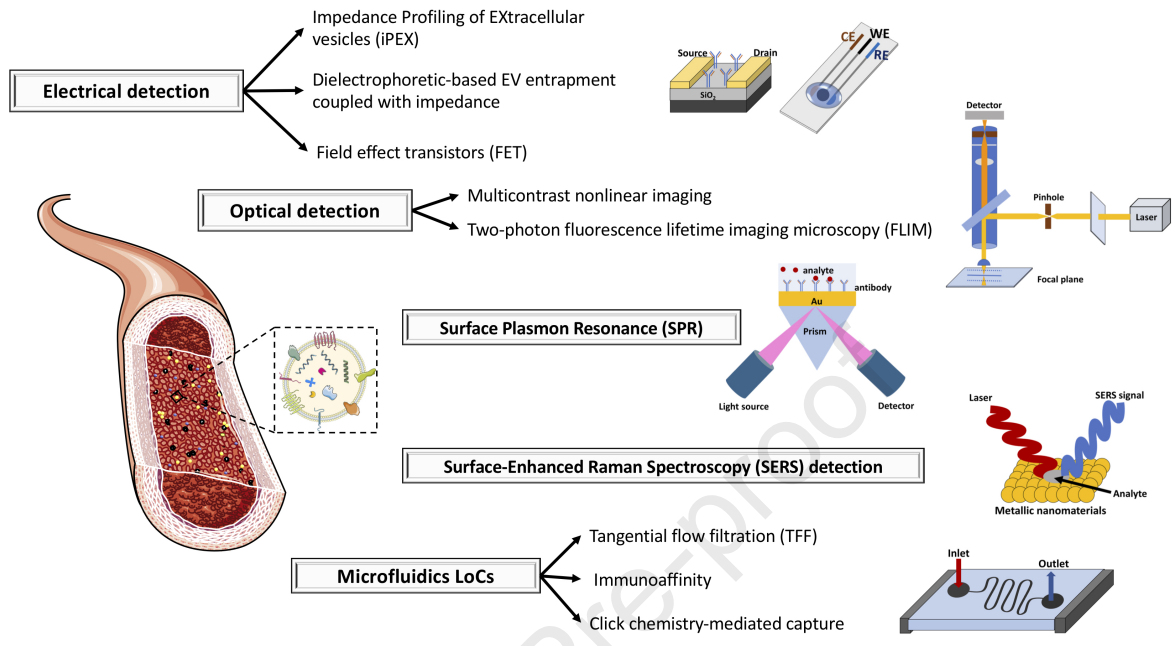 Impedance Profiling of EXtracellular
vesicles (iPEX)
Electrical detection
Dielectrophoretic-based EV entrapment
coupled with impedance
Field effect transistors (FET)
Source
Drain
SiO₂
CE
WE
RE
Optical detection
Multicontrast nonlinear imaging
Two-photon fluorescence lifetime imaging microscopy (FLIM)
Detector
Pinhole
Laser
Focal plane
Surface Plasmon Resonance (SPR)
analyte
antibody
Au
Prism
Light source
Detector
Surface-Enhanced Raman Spectroscopy (SERS) detection
Laser
SERS signal
Analyte
Metallic nanomaterials
Microfluidics LoCs
Tangential flow filtration (TFF)
Immunoaffinity
Click chemistry-mediated capture
Inlet
Outlet
Pre-proof